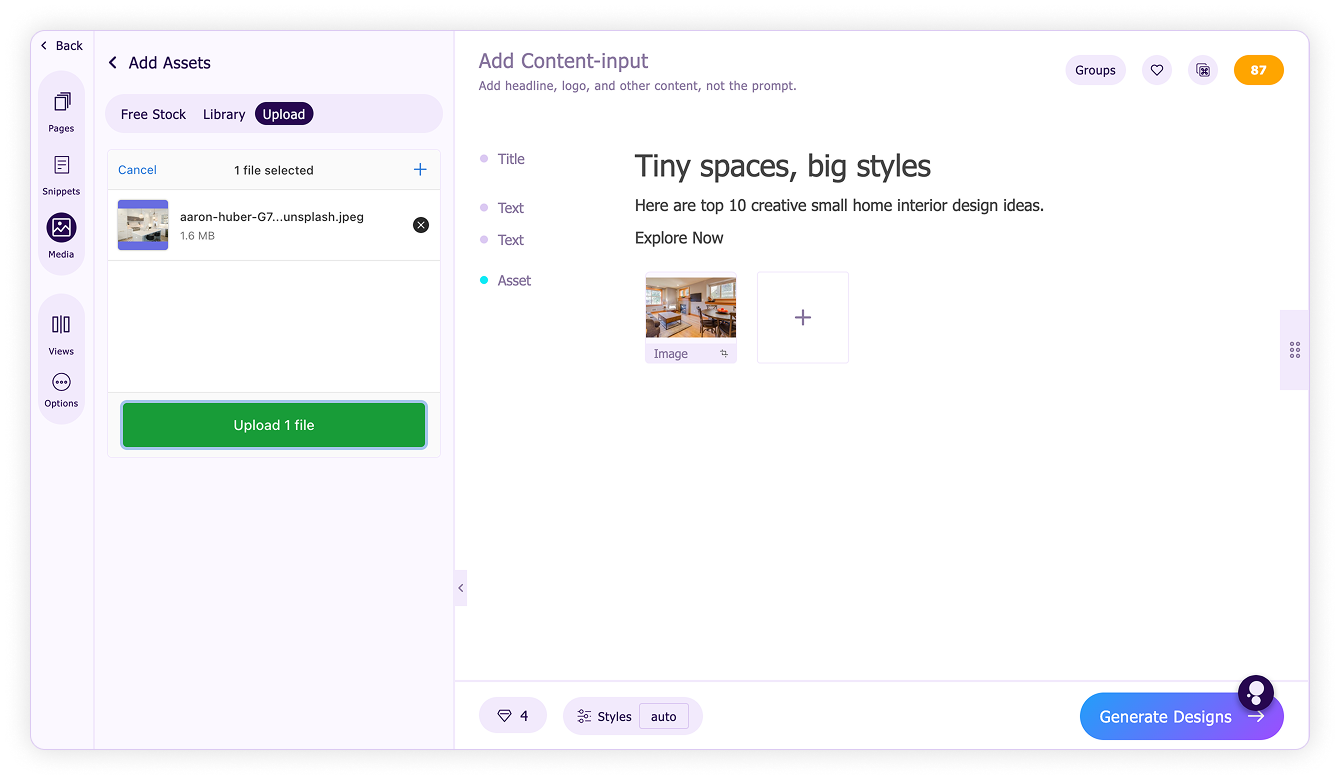 Back
Pages
Snippets
Media
Views
Options
Add Assets
Free Stock Library Upload
Cancel 1 file selected
aaron-huber-G7...unsplash.jpeg
1.6 MB
Upload 1 file
Add Content-input
Add headline, logo, and other content, not the prompt.
Groups 87
Title Tiny spaces, big styles
Text Here are top 10 creative small home interior design ideas.
Text Explore Now
Asset
Image
4 Styles auto
Generate Designs